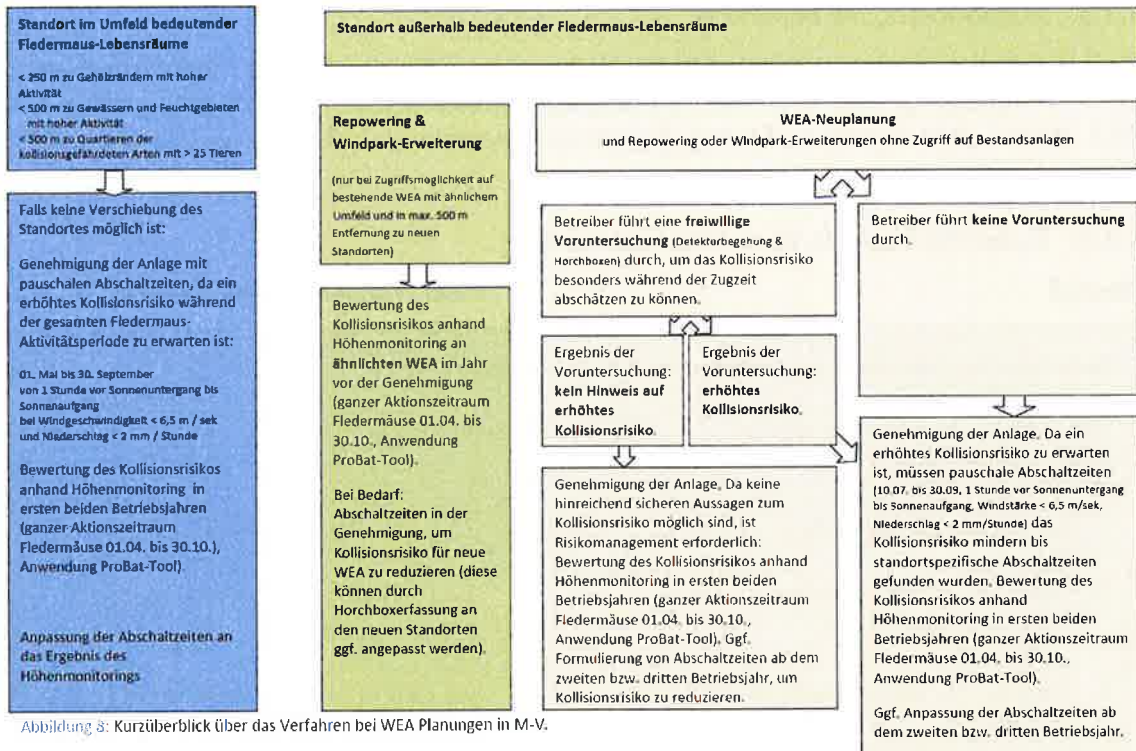 Standort im Umfeld bedeutender
Fledermaus-Lebensräume
< 250 m zu Gehölzrändern mit hoher
Aktivität
< 500 m zu Gewässern und Feuchtgebieten
mit hoher Aktivität
< 500 m zu Quartieren der
kollisionsgefährdeten Arten mit > 25 Tieren
Falls keine Verschiebung des
Standortes möglich ist:
Genehmigung der Anlage mit
pauschalen Abschaltzeiten, da ein
erhöhtes Kollisionsrisiko während
der gesamten Fledermaus-
Aktivitätsperiode zu erwarten ist:
01. Mai bis 30. September
von 1 Stunde vor Sonnenuntergang bis
Sonnenaufgang
bei Windgeschwindigkeit < 6,5 m / sek
und Niederschlag < 2 mm / Stunde
Bewertung des Kollisionsrisikos
anhand Höhenmonitoring in
ersten beiden Betriebsjahren
(ganzer Aktionszeitraum
Fledermäuse 01.04. bis 30.10.),
Anwendung ProBat-Tool).
Anpassung der Abschaltzeiten an
das Ergebnis des
Höhenmonitorings
Standort außerhalb bedeutender Fledermaus-Lebensräume
Repowering &
Windpark-Erweiterung
(nur bei Zugriffsmöglichkeit auf
bestehende WEA mit ähnlichem
Umfeld und in max. 500 m
Entfernung zu neuen
Standorten)
Bewertung des
Kollisionsrisikos anhand
Höhenmonitoring an
ähnlichten WEA im Jahr
vor der Genehmigung
(ganzer Aktionszeitraum
Fledermäuse 01.04. bis
30.10., Anwendung
ProBat-Tool).
Bei Bedarf:
Abschaltzeiten in der
Genehmigung, um
Kollisionsrisiko für neue
WEA zu reduzieren (diese
können durch
Horchboxerfassung an
den neuen Standorten
ggf. angepasst werden).
WEA-Neuplanung
und Repowering oder Windpark-Erweiterungen ohne Zugriff auf Bestandsanlagen
Betreiber führt eine freiwillige
Voruntersuchung (Detektorbegehung &
Horchboxen) durch, um das Kollisionsrisiko
besonders während der Zugzeit
abschätzen zu können.
Ergebnis der
Voruntersuchung:
kein Hinweis auf
erhöhtes
Kollisionsrisiko.
Ergebnis der
Voruntersuchung:
erhöhtes
Kollisionsrisiko.
Genehmigung der Anlage. Da keine
hinreichend sicheren Aussagen zum
Kollisionsrisiko möglich sind, ist
Risikomanagement erforderlich:
Bewertung des Kollisionsrisikos anhand
Höhenmonitoring in ersten beiden
Betriebsjahren (ganzer Aktionszeitraum
Fledermäuse 01.04. bis 30.10.,
Anwendung ProBat-Tool). Ggf.
Formulierung von Abschaltzeiten ab dem
zweiten bzw. dritten Betriebsjahr, um
Kollisionsrisiko zu reduzieren.
Betreiber führt keine Voruntersuchung
durch.
Genehmigung der Anlage. Da ein
erhöhtes Kollisionsrisiko zu erwarten
ist, müssen pauschale Abschaltzeiten
(10.07. bis 30.09, 1 Stunde vor Sonnenuntergang
bis Sonnenaufgang, Windstärke < 6,5 m/sek,
Niederschlag < 2 mm/Stunde) das
Kollisionsrisiko mindern bis
standortspezifische Abschaltzeiten
gefunden wurden. Bewertung des
Kollisionsrisikos anhand
Höhenmonitoring in ersten beiden
Betriebsjahren (ganzer Aktionszeitraum
Fledermäuse 01.04. bis 30.10.,
Anwendung ProBat-Tool).
Ggf. Anpassung der Abschaltzeiten ab
dem zweiten bzw. dritten Betriebsjahr.
Abbildung 3: Kurzüberblick über das Verfahren bei WEA Planungen in M-V.